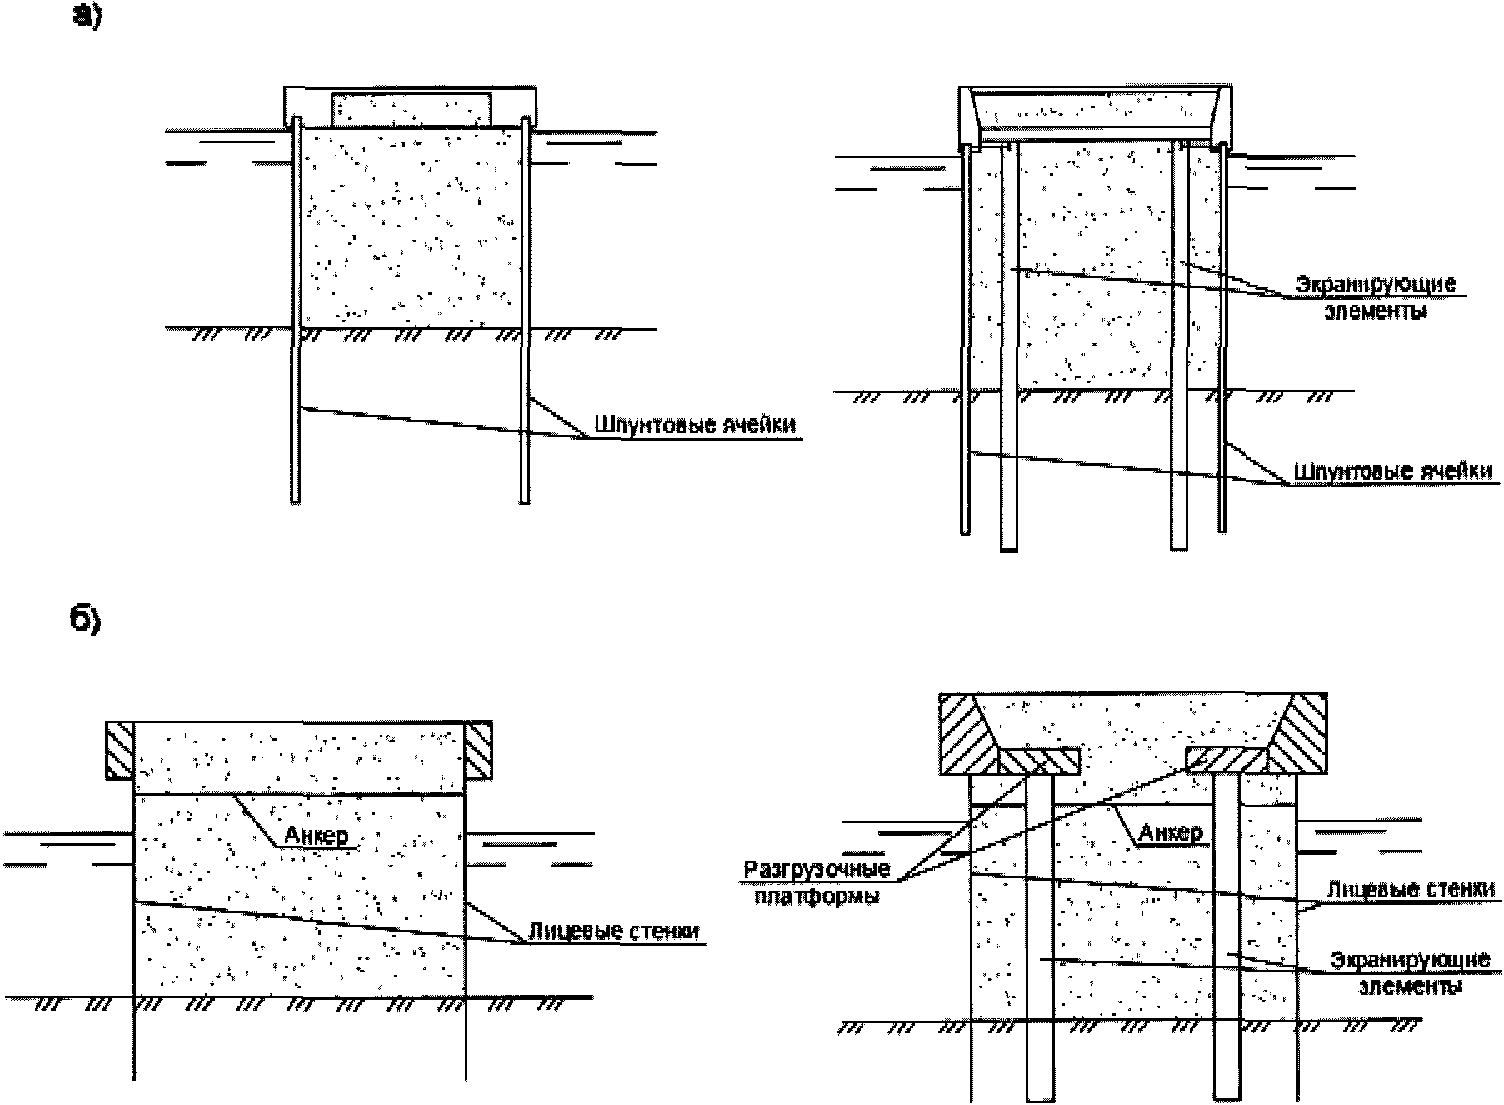 а)
Экранирующие
элементы
Шпунтовые ячейки
Шпунтовые ячейки
б)
Анкер
Лицевые стенки
Анкер
Разгрузочные
платформы
Лицевые стенки
Экранирующие
элементы